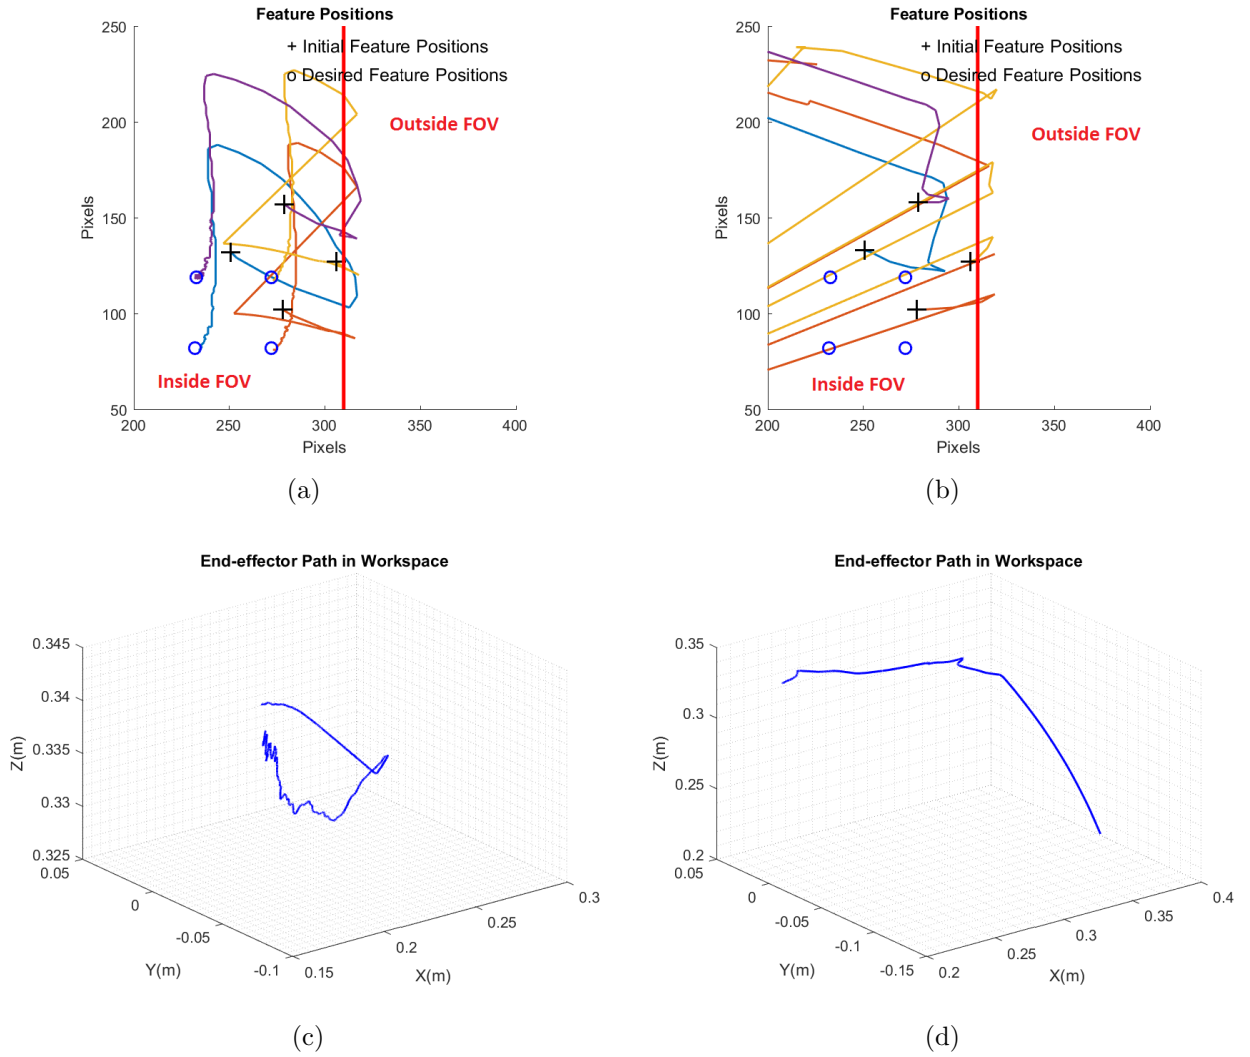 Feature Positions
250
200
150
100
50
200
250
300
350
400
Pixels
Pixels
+ Initial Feature Positions
o Desired Feature Positions
Outside FOV
Inside FOV
(a)
Feature Positions
250
200
150
100
50
200
250
300
350
400
Pixels
Pixels
+ Initial Feature Positions
o Desired Feature Positions
Outside FOV
Inside FOV
(b)
End-effector Path in Workspace
0.345
0.34
0.335
0.33
0.325
Z(m)
0.05
0
-0.05
-0.1
Y(m)
0.15
0.2
0.25
0.3
X(m)
(c)
End-effector Path in Workspace
0.35
0.3
0.25
0.2
Z(m)
0.05
0
-0.05
-0.1
-0.15
Y(m)
0.2
0.25
0.3
0.35
0.4
X(m)
(d)